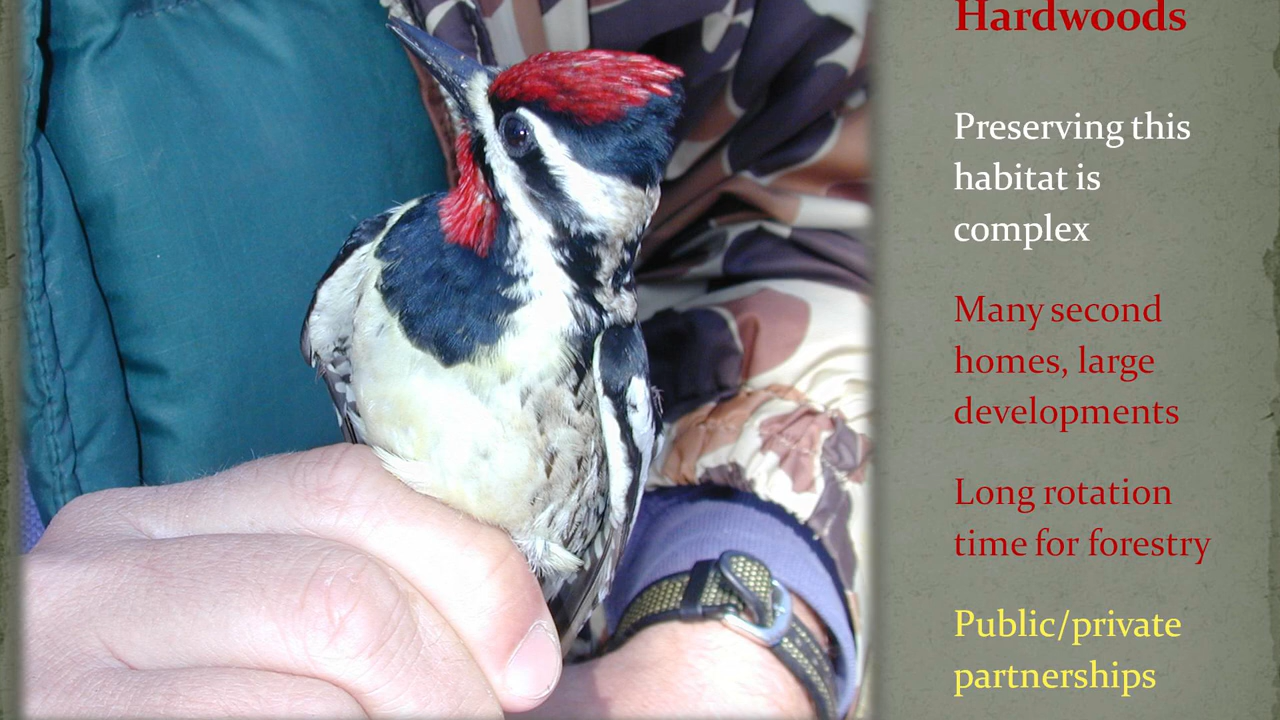 Hardwoods
Preserving this
habitat is
complex
Many second
homes, large
developments
Long rotation
time for forestry
Public/private
partnerships